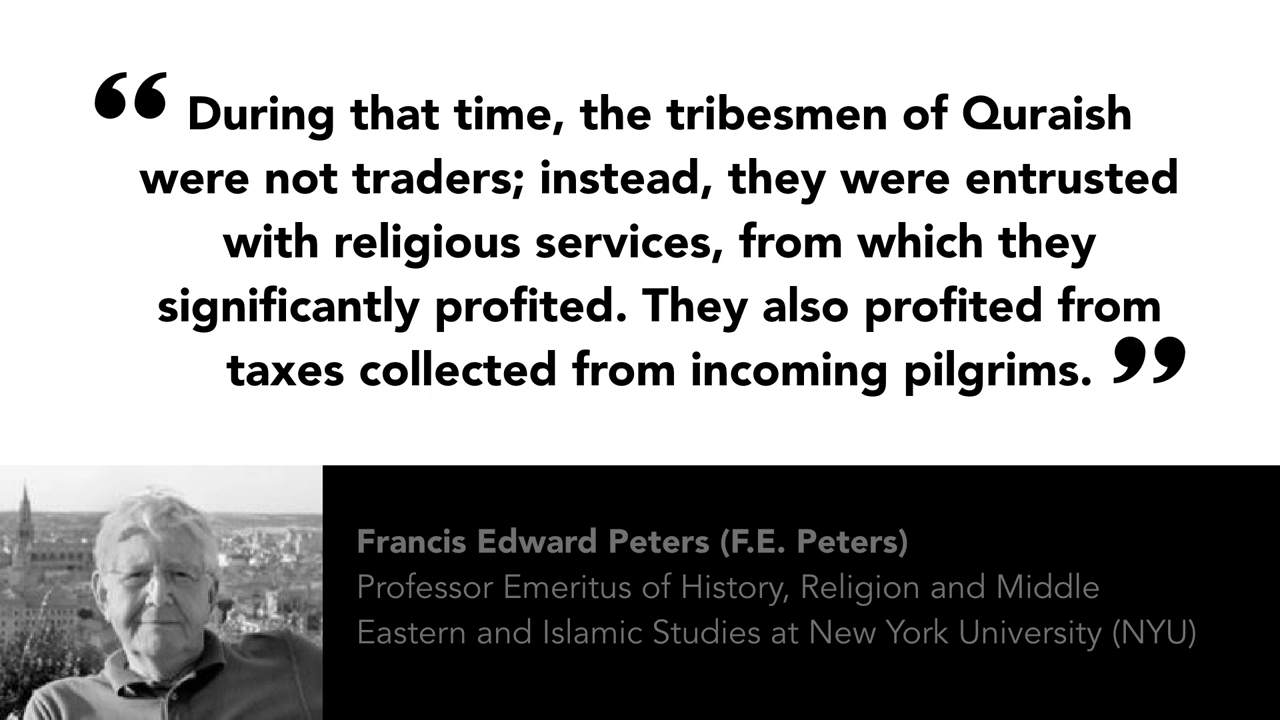 “ During that time, the tribesmen of Quraish
were not traders; instead, they were entrusted
with religious services, from which they
significantly profited. They also profited from
taxes collected from incoming pilgrims. ”
Francis Edward Peters (F.E. Peters)
Professor Emeritus of History, Religion and Middle
Eastern and Islamic Studies at New York University (NYU)